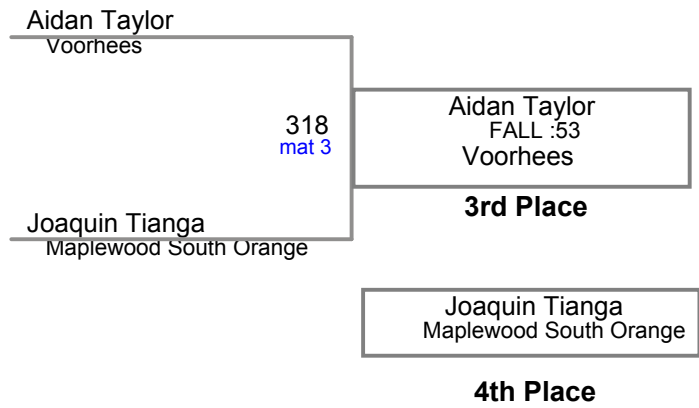 Aidan Taylor
Voorhees
318
mat 3
Aidan Taylor
FALL :53
Voorhees
3rd Place
Joaquin Tianga
Maplewood South Orange
Joaquin Tianga
Maplewood South Orange
4th Place